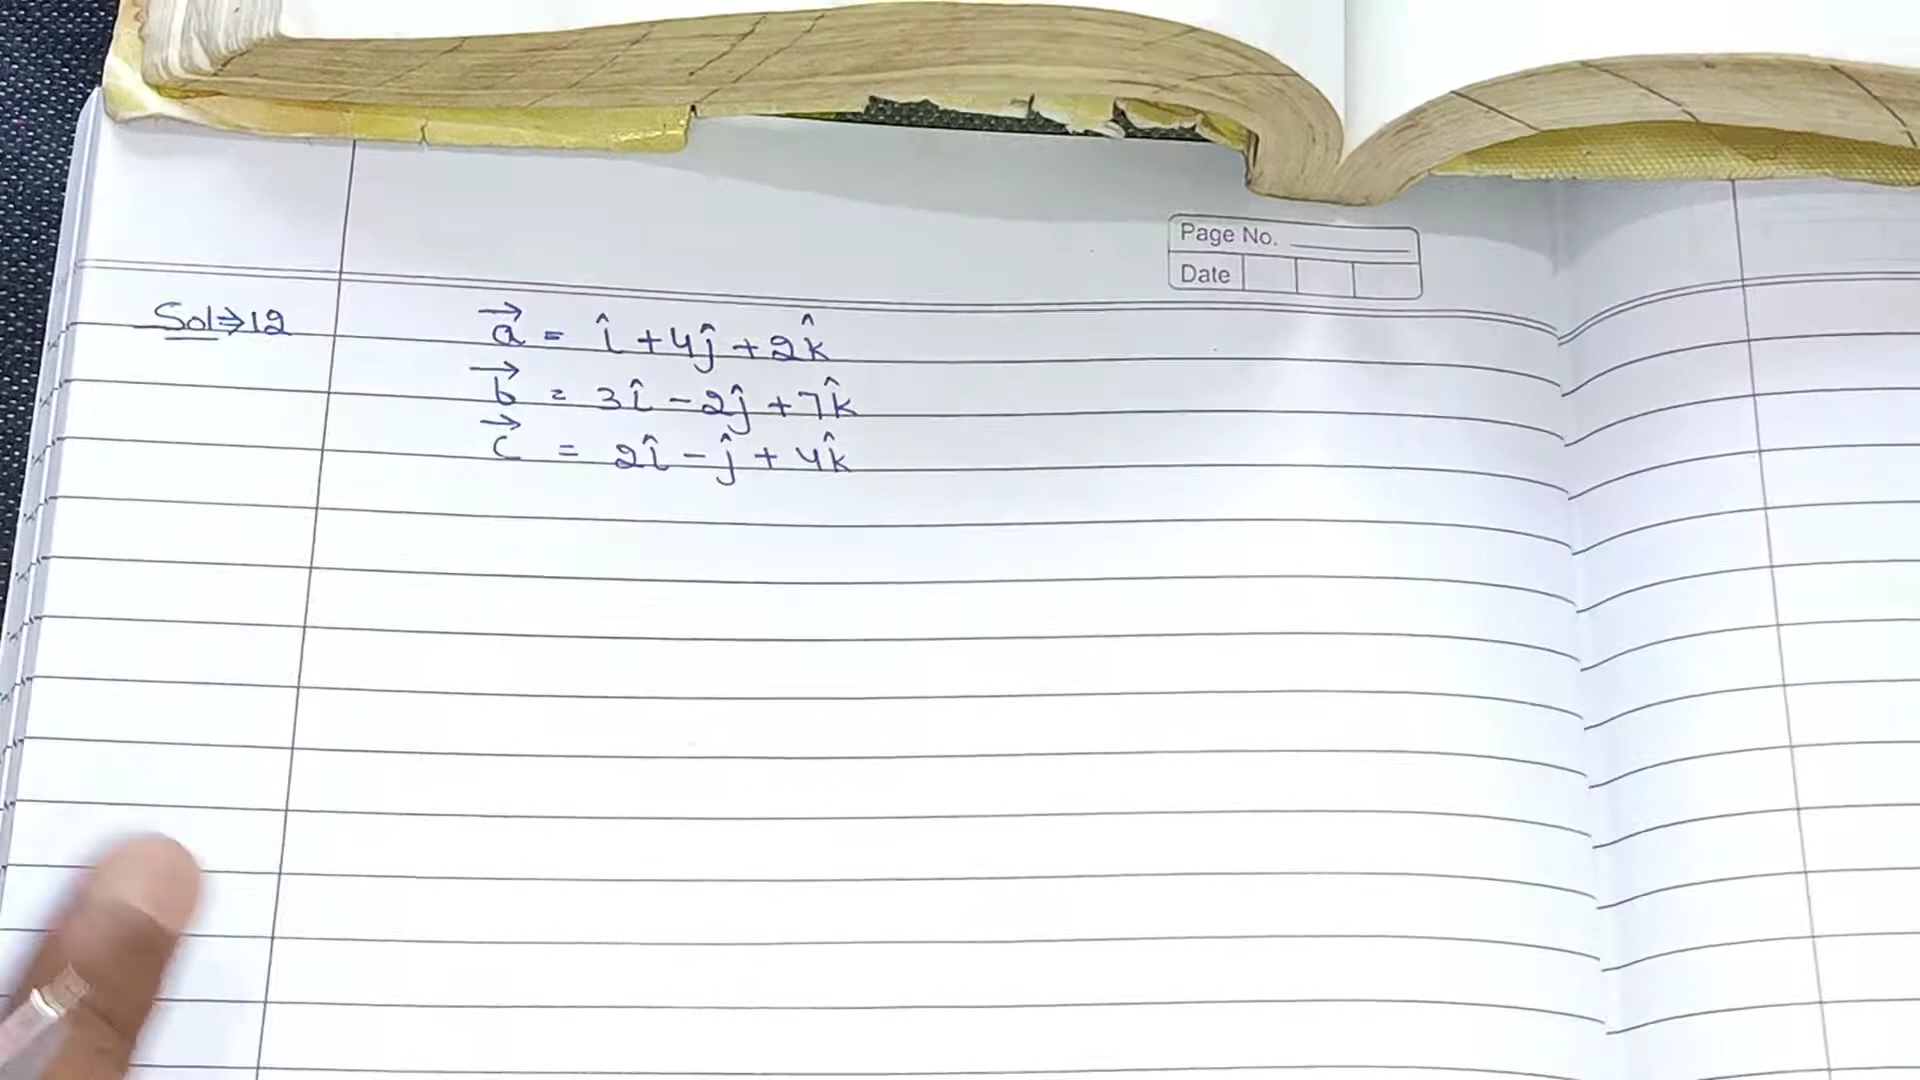 Page No.
Date
Sol⇒12
a⃗ = î + 4ĵ + 2k̂
b⃗ = 3î - 2ĵ + 7k̂
c⃗ = 2î - ĵ + 4k̂